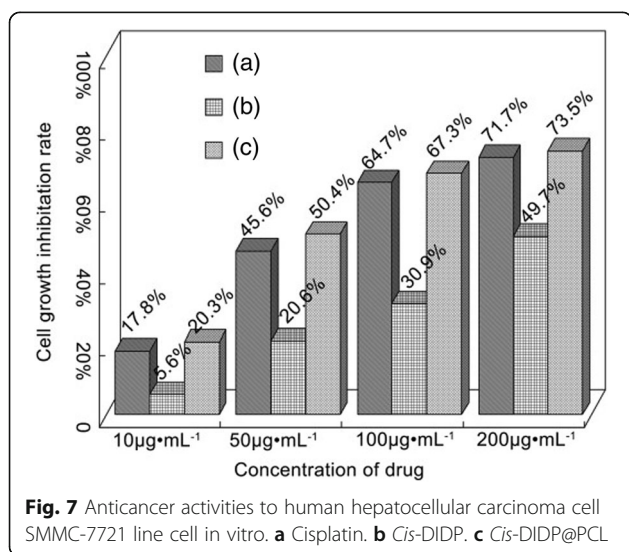 100%
80%
60%
40%
20%
0
Cell growth inhibitation rate
(a)
(b)
(c)
17.8%
5.6%
20.3%
45.6%
20.6%
50.4%
64.7%
30.9%
67.3%
71.7%
49.7%
73.5%
10µg•mL⁻¹ 50µg•mL⁻¹ 100µg•mL⁻¹ 200µg•mL⁻¹
Concentration of drug
Fig. 7 Anticancer activities to human hepatocellular carcinoma cell
SMMC-7721 line cell in vitro. a Cisplatin. b Cis-DIDP. c Cis-DIDP@PCL